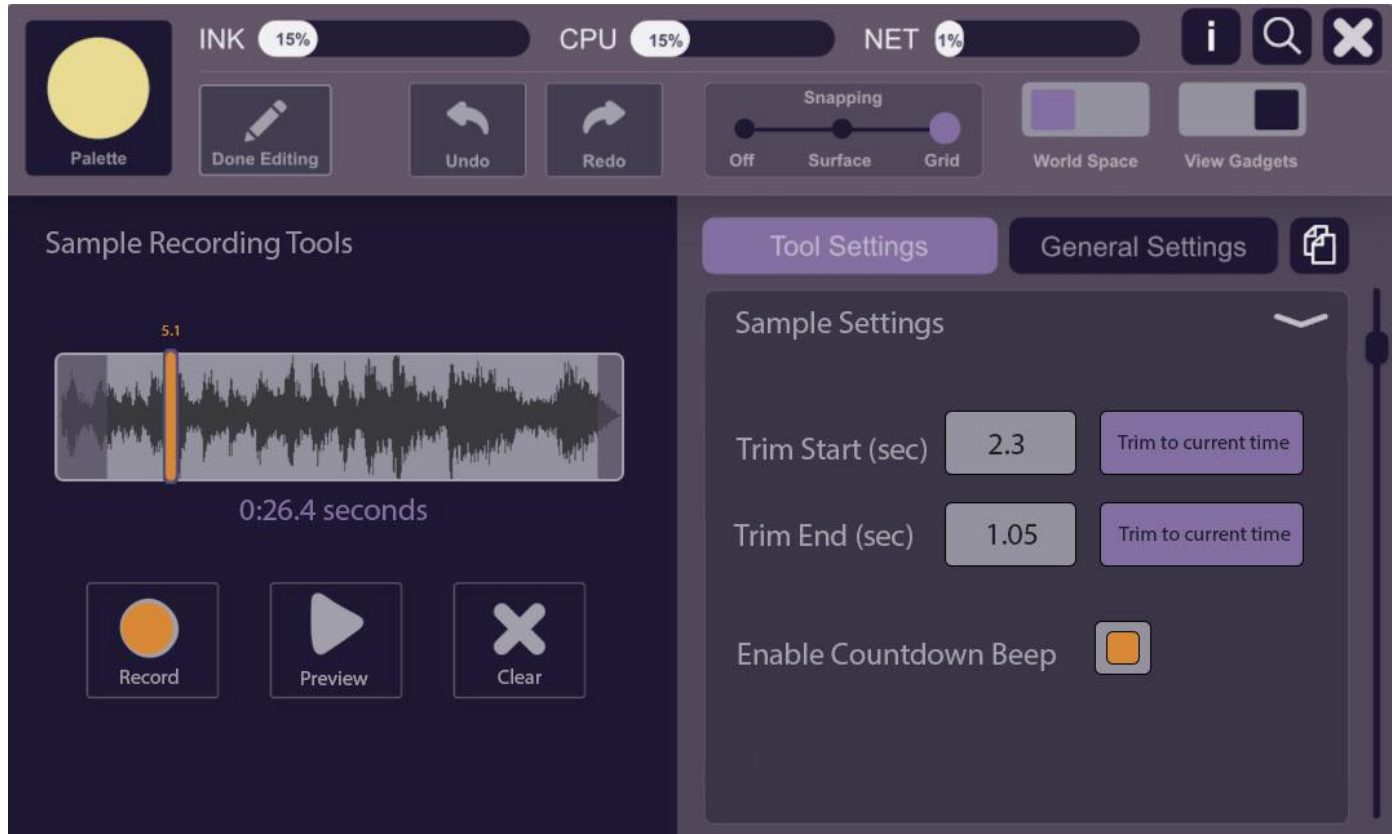 INK 15% CPU 15% NET 1% i
Palette
Done Editing
Undo
Redo
Snapping
Off Surface Grid
World Space
View Gadgets
Sample Recording Tools
5.1
0:26.4 seconds
Record
Preview
Clear
Tool Settings
General Settings
Sample Settings
Trim Start (sec) 2.3 Trim to current time
Trim End (sec) 1.05 Trim to current time
Enable Countdown Beep